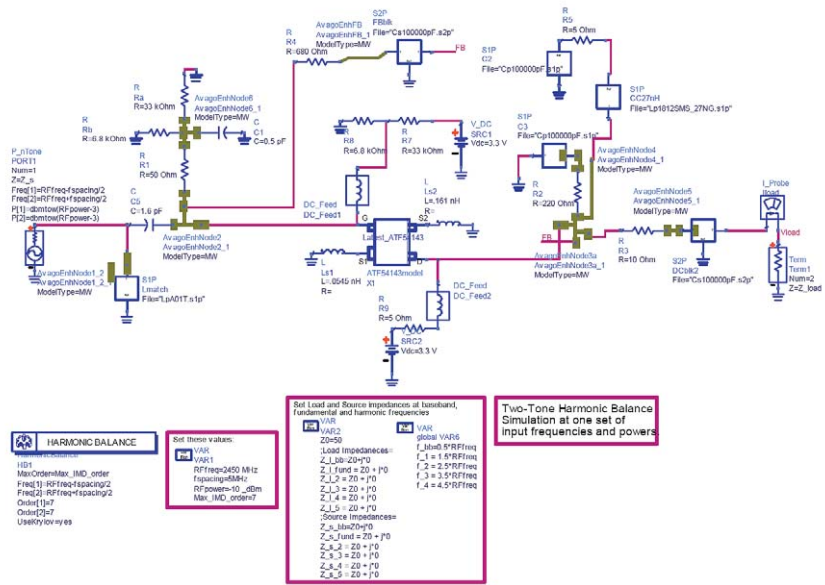 R
R4
R=680 Ohm
AvagoEnhFB
AvagoEnhFB_1
ModelType=MW
S2P
FBblk
File="Cs100000pF.s2p"
FB
R
R5
R=5 Ohm
S1P
C2
File="Cp100000pF.s1p"
S1P
CC27nH
File="Lp1812SMS_27NG.s1p"
R
Ra
R=33 kOhm
AvagoEnhNode6
AvagoEnhNode6_1
ModelType=MW
R
Rb
R=6.8 kOhm
C
C1
C=0.5 pF
R
R1
R=50 Ohm
R
R8
R=6.8 kOhm
R
R7
R=33 kOhm
V_DC
SRC1
Vdc=3.3 V
S1P
C3
File="Cp100000pF.s1p"
AvagoEnhNode4
AvagoEnhNode4_1
ModelType=MW
R
R2
R=220 Ohm
P_nTone
PORT1
Num=1
Z=Z_s
Freq[1]=RFfreq-fspacing/2
Freq[2]=RFfreq+fspacing/2
P[1]=dbmtow(RFpower-3)
P[2]=dbmtow(RFpower-3)
C
C5
C=1.6 pF
DC_Feed
DC_Feed1
L
Ls2
L=.161 nH
R=
G
S2
S1
D
Latest_ATF54143
ATF54143model
X1
AvagoEnhNode2
AvagoEnhNode2_1
ModelType=MW
AvagoEnhNode1_2
AvagoEnhNode1_2_1
ModelType=MW
S1P
Lmatch
File="LpA01T.s1p"
L
Ls1
L=.0545 nH
R=
FB
AvagoEnhNode3a
AvagoEnhNode3a_1
ModelType=MW
R
R3
R=10 Ohm
AvagoEnhNode5
AvagoEnhNode5_1
ModelType=MW
S2P
DCblk2
File="Cs100000pF.s2p"
I_Probe
Iload
Vload
Term
Term1
Num=2
Z=Z_load
DC_Feed
DC_Feed2
R
R9
R=5 Ohm
V_DC
SRC2
Vdc=3.3 V
HARMONIC BALANCE
HarmonicBalance
HB1
MaxOrder=Max_IMD_order
Freq[1]=RFfreq-fspacing/2
Freq[2]=RFfreq+fspacing/2
Order[1]=7
Order[2]=7
UseKrylov=yes
Set these values:
VAR
VAR1
RFfreq=2450 MHz
fspacing=5MHz
RFpower=-10 _dBm
Max_IMD_order=7
Set Load and Source impedances at baseband,
fundamental and harmonic frequencies
VAR
VAR2
Z0=50
;Load Impedances=
Z_l_bb=Z0+j*0
Z_l_fund = Z0 + j*0
Z_l_2 = Z0 + j*0
Z_l_3 = Z0 + j*0
Z_l_4 = Z0 + j*0
Z_l_5 = Z0 + j*0
;Source Impedances=
Z_s_bb=Z0+j*0
Z_s_fund = Z0 + j*0
Z_s_2 = Z0 + j*0
Z_s_3 = Z0 + j*0
Z_s_4 = Z0 + j*0
Z_s_5 = Z0 + j*0
VAR
global VAR6
f_bb=0.5*RFfreq
f_1 = 1.5*RFfreq
f_2 = 2.5*RFfreq
f_3 = 3.5*RFfreq
f_4 = 4.5*RFfreq
Two-Tone Harmonic Balance
Simulation at one set of
input frequencies and powers.